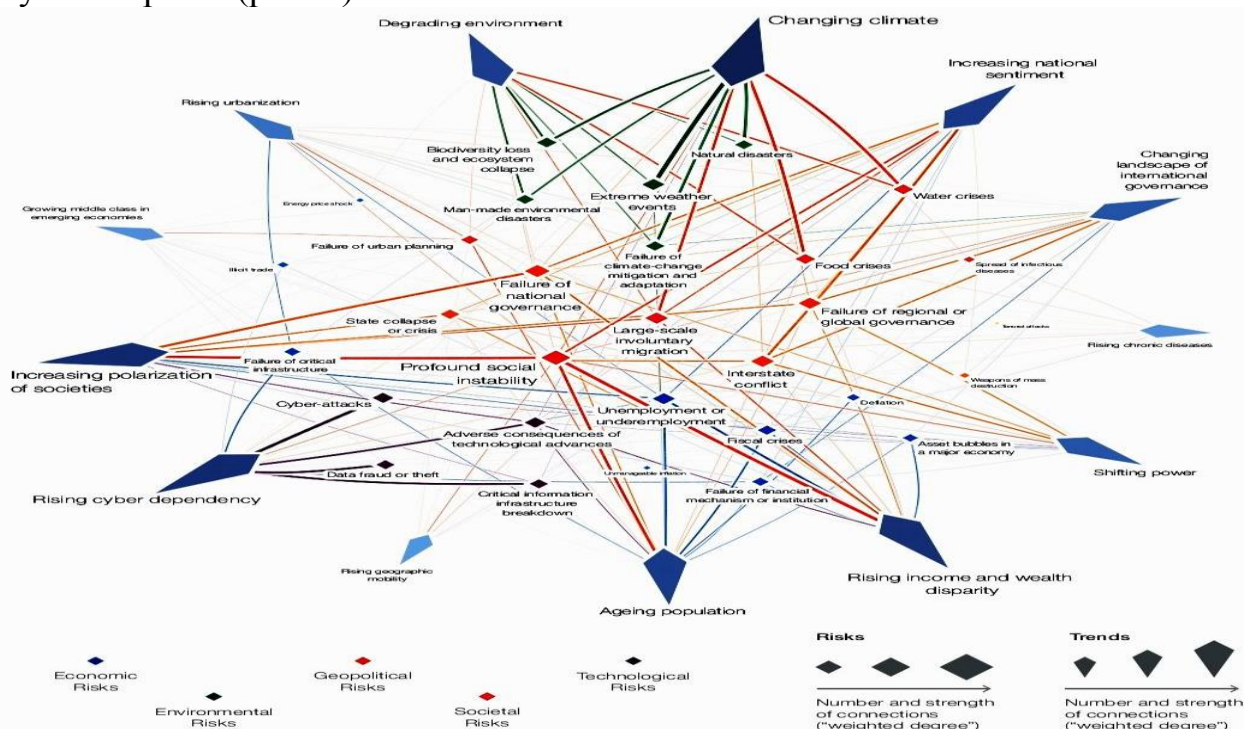 Degrading environment
Changing climate
Increasing national
sentiment
Rising urbanization
Biodiversity loss
and ecosystem
collapse
Natural disasters
Changing
landscape of
international
governance
Extreme weather
events
Water crises
Energy price shock
Growing middle class in
emerging economies
Man-made environmental
disasters
Failure of urban planning
Failure of
climate-change
mitigation and
adaptation
Food crises
Spread of infectious
diseases
Illicit trade
Failure of
national
governance
State collapse
or crisis
Large-scale
involuntary
migration
Failure of regional or
global governance
Terrorist attacks
Rising chronic diseases
Increasing polarization
of societies
Failure of critical
infrastructure
Profound social
instability
Interstate
conflict
Weapons of mass
destruction
Cyber-attacks
Unemployment or
underemployment
Deflation
Adverse consequences of
technological advances
Fiscal crises
Asset bubbles in
a major economy
Shifting power
Rising cyber dependency
Data fraud or theft
Unmanageable inflation
Critical information
infrastructure
breakdown
Failure of financial
mechanism or institution
Rising geographic
mobility
Ageing population
Rising income and wealth
disparity
Economic
Risks
Environmental
Risks
Geopolitical
Risks
Societal
Risks
Technological
Risks
Risks
Number and strength
of connections
("weighted degree")
Trends
Number and strength
of connections
("weighted degree")